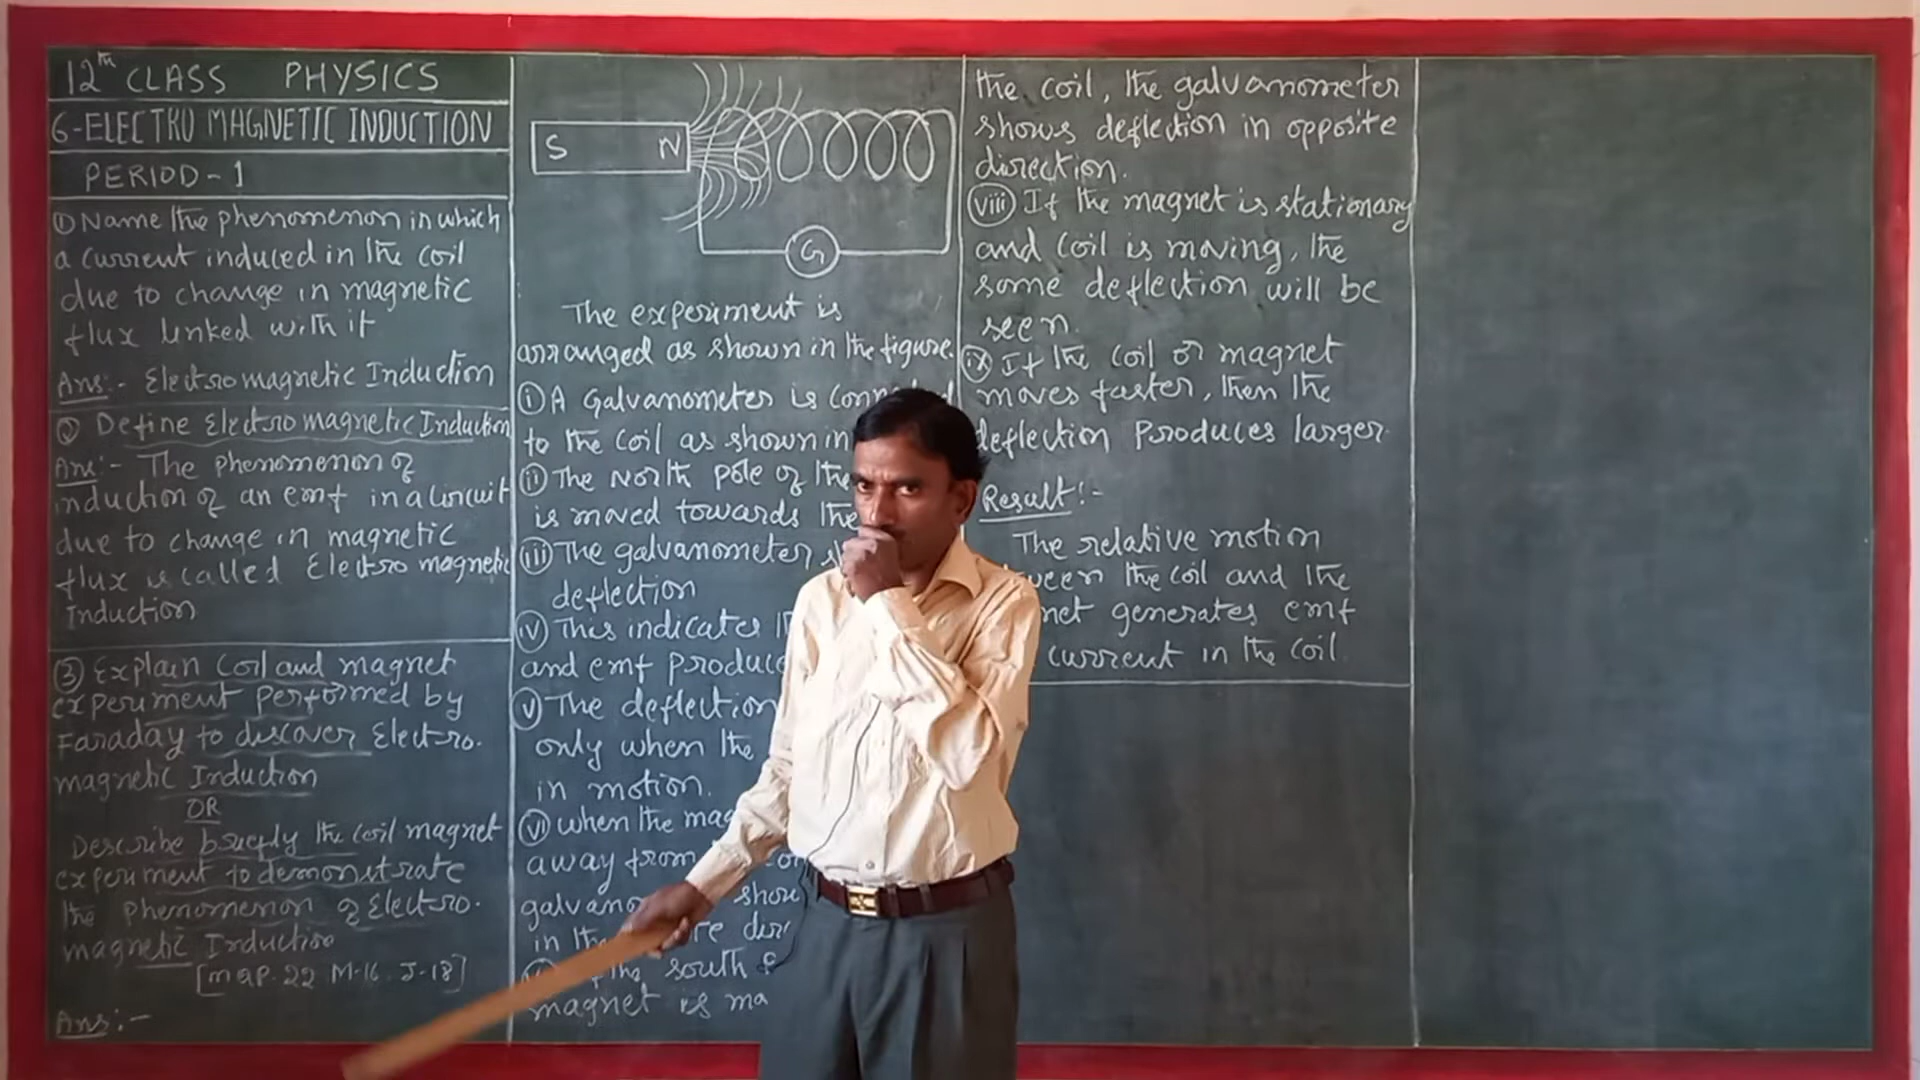 12th CLASS PHYSICS
6-ELECTRO MAGNETIC INDUCTION
PERIOD-1
① Name the phenomenon in which
a current induced in the coil
due to change in magnetic
flux linked with it
Ans:- Electromagnetic Induction
② Define Electromagnetic Induction
Ans:- The phenomenon of
induction of an emf in a circuit
due to change in magnetic
flux is called Electromagnetic
Induction
③ Explain coil and magnet
experiment performed by
Faraday to discover Electro.
magnetic Induction
OR
Describe briefly the coil magnet
experiment to demonstrate
the phenomenon of Electro.
magnetic Induction
[map.22 M-16. J-18]
Ans:-
S N
G
The experiment is
arranged as shown in the figure.
i) A Galvanometer is
to the coil as shown in
ii) The North pole of the
is moved towards the
iii) The galvanometer
deflection
iv) This indicates
and emf
v) The deflection
only when the
in motion.
vi) when the
away from
in the
the south
magnet is
the coil, the galvanometer
shows deflection in opposite
direction.
viii) If the magnet is stationary
and coil is moving, the
same deflection will be
seen.
ix) If the coil or magnet
moves faster, then the
deflection produces larger.
Result:-
The relative motion
the coil and the
generates emf
current in the coil.